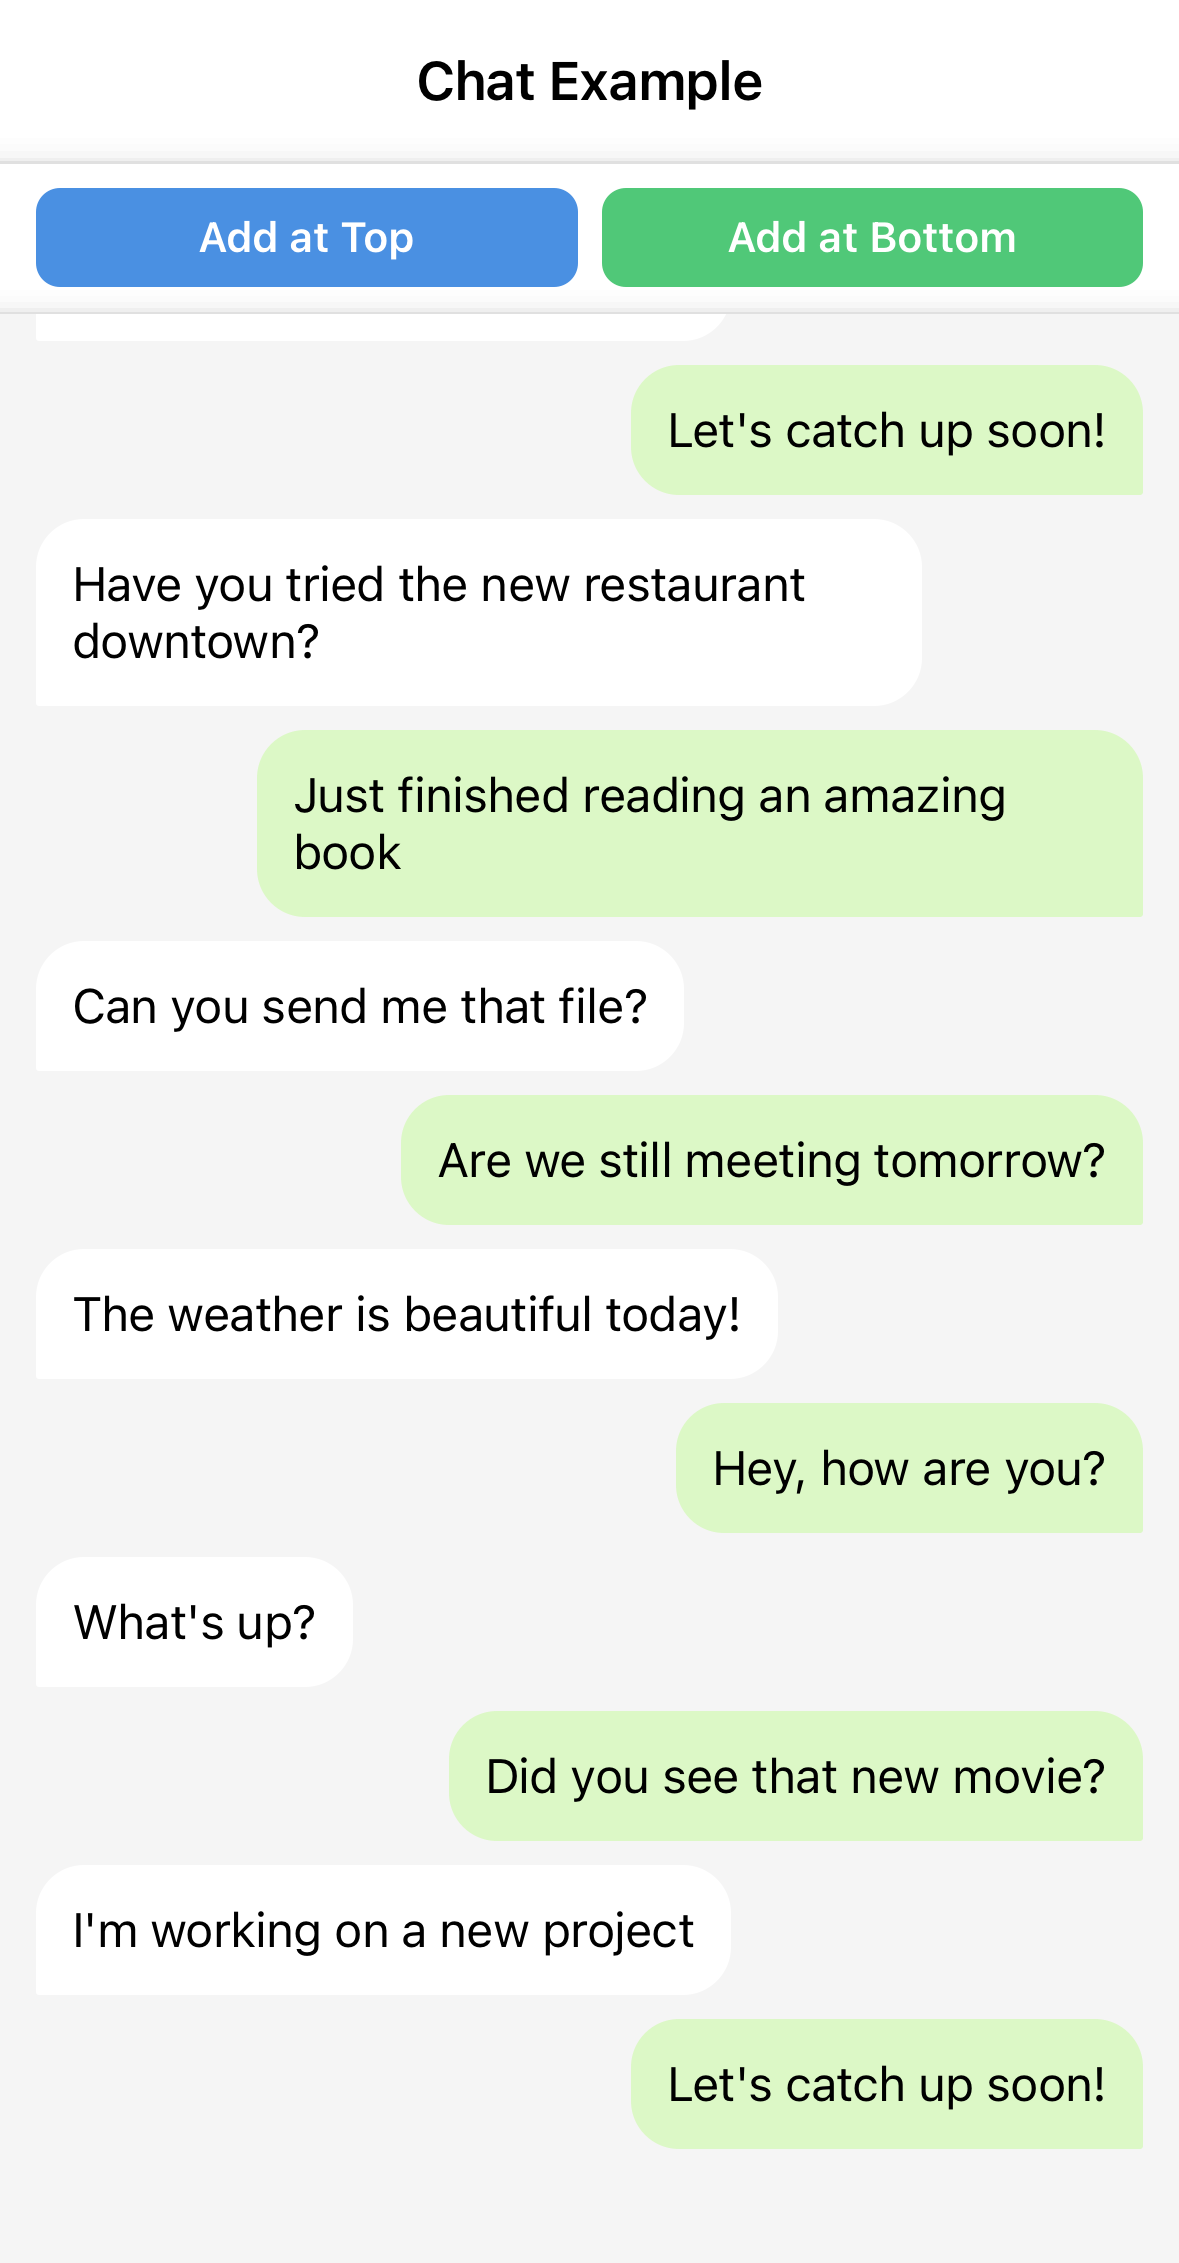 Chat Example
Add at Top
Add at Bottom
Let's catch up soon!
Have you tried the new restaurant
downtown?
Just finished reading an amazing
book
Can you send me that file?
Are we still meeting tomorrow?
The weather is beautiful today!
Hey, how are you?
What's up?
Did you see that new movie?
I'm working on a new project
Let's catch up soon!